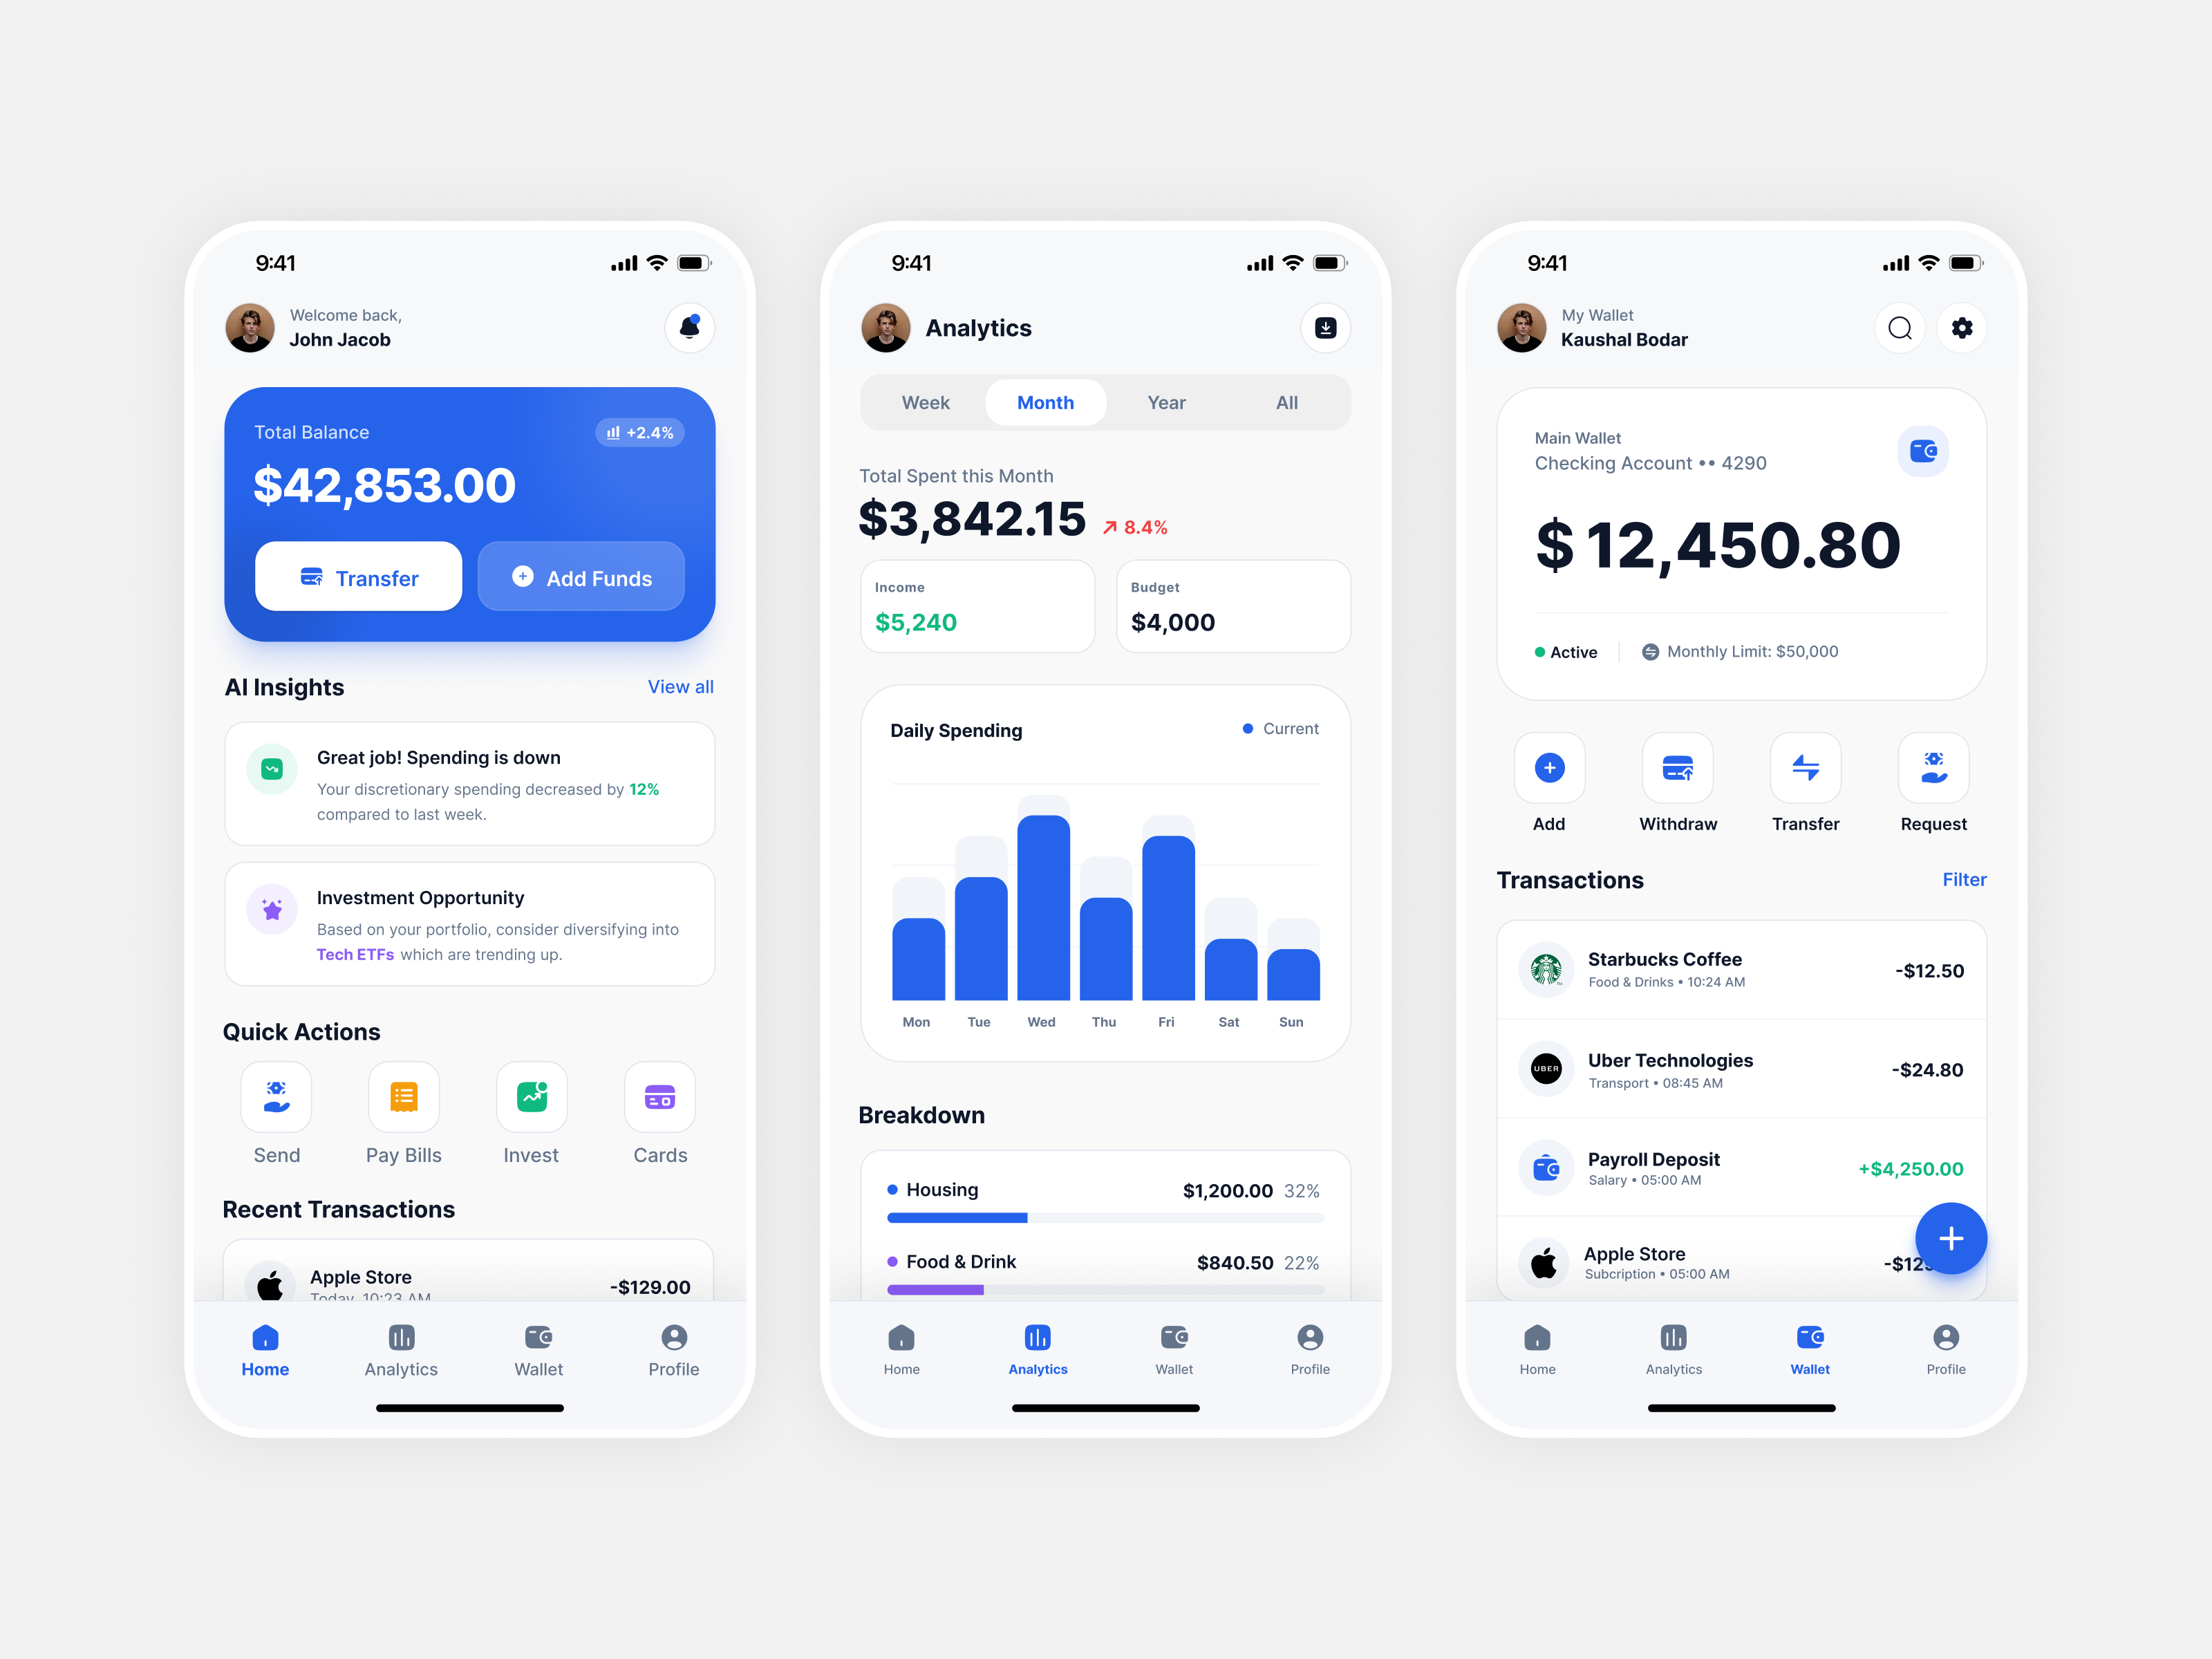 9:41
Welcome back,
John Jacob
Total Balance
+2.4%
$42,853.00
Transfer
Add Funds
AI Insights
View all
Great job! Spending is down
Your discretionary spending decreased by 12%
compared to last week.
Investment Opportunity
Based on your portfolio, consider diversifying into
Tech ETFs which are trending up.
Quick Actions
Send
Pay Bills
Invest
Cards
Recent Transactions
Apple Store
-$129.00
Today, 10:23 AM
Home
Analytics
Wallet
Profile
9:41
Analytics
Week
Month
Year
All
Total Spent this Month
$3,842.15
8.4%
Income
$5,240
Budget
$4,000
Daily Spending
Current
Mon
Tue
Wed
Thu
Fri
Sat
Sun
Breakdown
Housing
$1,200.00 32%
Food & Drink
$840.50 22%
Home
Analytics
Wallet
Profile
9:41
My Wallet
Kaushal Bodar
Main Wallet
Checking Account •• 4290
$ 12,450.80
Active
Monthly Limit: $50,000
Add
Withdraw
Transfer
Request
Transactions
Filter
Starbucks Coffee
Food & Drinks • 10:24 AM
-$12.50
UBER
Uber Technologies
Transport • 08:45 AM
-$24.80
Payroll Deposit
Salary • 05:00 AM
+$4,250.00
Apple Store
Subcription • 05:00 AM
Home
Analytics
Wallet
Profile